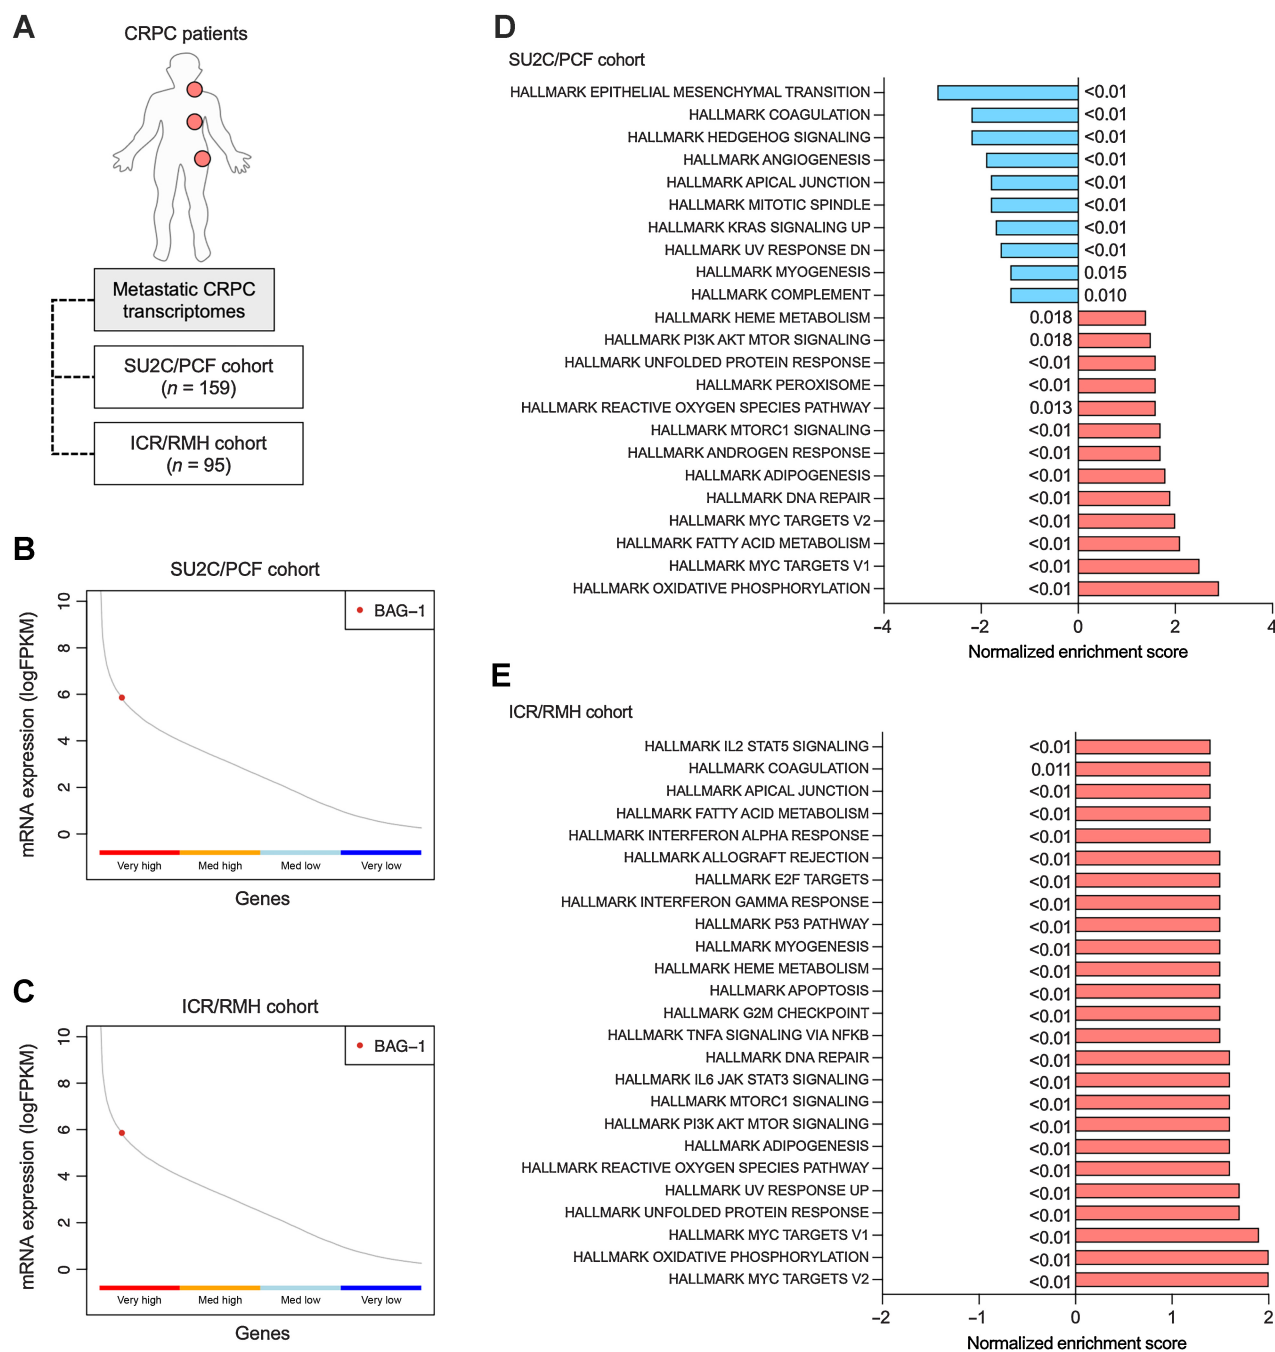 A
CRPC patients
Metastatic CRPC
transcriptomes
SU2C/PCF cohort
(n = 159)
ICR/RMH cohort
(n = 95)
B
SU2C/PCF cohort
BAG–1
mRNA expression (logFPKM)
10
8
6
4
2
0
Very high
Med high
Med low
Very low
Genes
C
ICR/RMH cohort
BAG–1
mRNA expression (logFPKM)
10
8
6
4
2
0
Very high
Med high
Med low
Very low
Genes
D
SU2C/PCF cohort
HALLMARK EPITHELIAL MESENCHYMAL TRANSITION <0.01
HALLMARK COAGULATION <0.01
HALLMARK HEDGEHOG SIGNALING <0.01
HALLMARK ANGIOGENESIS <0.01
HALLMARK APICAL JUNCTION <0.01
HALLMARK MITOTIC SPINDLE <0.01
HALLMARK KRAS SIGNALING UP <0.01
HALLMARK UV RESPONSE DN <0.01
HALLMARK MYOGENESIS 0.015
HALLMARK COMPLEMENT 0.010
HALLMARK HEME METABOLISM 0.018
HALLMARK PI3K AKT MTOR SIGNALING 0.018
HALLMARK UNFOLDED PROTEIN RESPONSE <0.01
HALLMARK PEROXISOME <0.01
HALLMARK REACTIVE OXYGEN SPECIES PATHWAY 0.013
HALLMARK MTORC1 SIGNALING <0.01
HALLMARK ANDROGEN RESPONSE <0.01
HALLMARK ADIPOGENESIS <0.01
HALLMARK DNA REPAIR <0.01
HALLMARK MYC TARGETS V2 <0.01
HALLMARK FATTY ACID METABOLISM <0.01
HALLMARK MYC TARGETS V1 <0.01
HALLMARK OXIDATIVE PHOSPHORYLATION <0.01
–4 –2 0 2 4
Normalized enrichment score
E
ICR/RMH cohort
HALLMARK IL2 STAT5 SIGNALING <0.01
HALLMARK COAGULATION 0.011
HALLMARK APICAL JUNCTION <0.01
HALLMARK FATTY ACID METABOLISM <0.01
HALLMARK INTERFERON ALPHA RESPONSE <0.01
HALLMARK ALLOGRAFT REJECTION <0.01
HALLMARK E2F TARGETS <0.01
HALLMARK INTERFERON GAMMA RESPONSE <0.01
HALLMARK P53 PATHWAY <0.01
HALLMARK MYOGENESIS <0.01
HALLMARK HEME METABOLISM <0.01
HALLMARK APOPTOSIS <0.01
HALLMARK G2M CHECKPOINT <0.01
HALLMARK TNFA SIGNALING VIA NFKB <0.01
HALLMARK DNA REPAIR <0.01
HALLMARK IL6 JAK STAT3 SIGNALING <0.01
HALLMARK MTORC1 SIGNALING <0.01
HALLMARK PI3K AKT MTOR SIGNALING <0.01
HALLMARK ADIPOGENESIS <0.01
HALLMARK REACTIVE OXYGEN SPECIES PATHWAY <0.01
HALLMARK UV RESPONSE UP <0.01
HALLMARK UNFOLDED PROTEIN RESPONSE <0.01
HALLMARK MYC TARGETS V1 <0.01
HALLMARK OXIDATIVE PHOSPHORYLATION <0.01
HALLMARK MYC TARGETS V2 <0.01
–2 –1 0 1 2
Normalized enrichment score